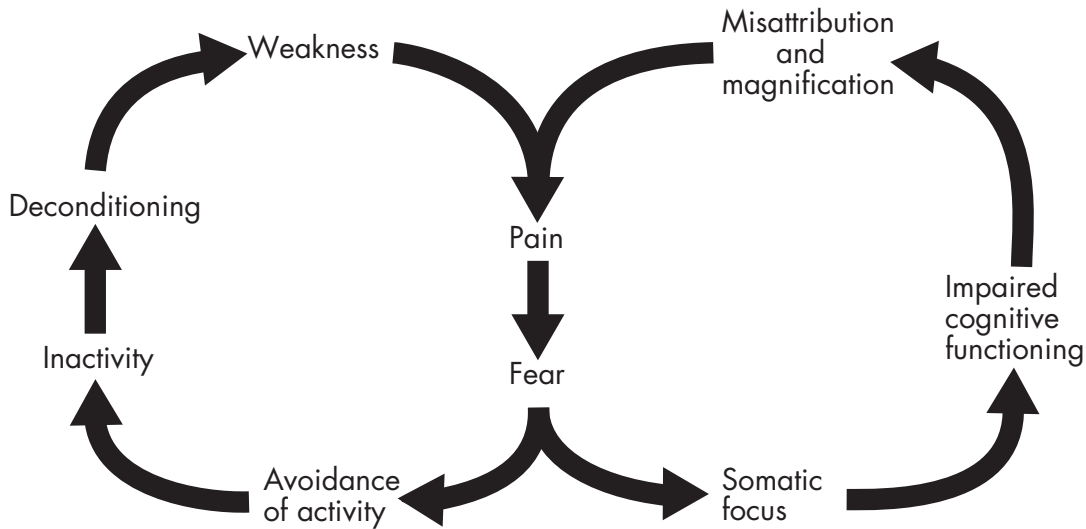 Weakness
Misattribution
and
magnification
Deconditioning
Pain
Impaired
cognitive
functioning
Inactivity
Fear
Avoidance
of activity
Somatic
focus